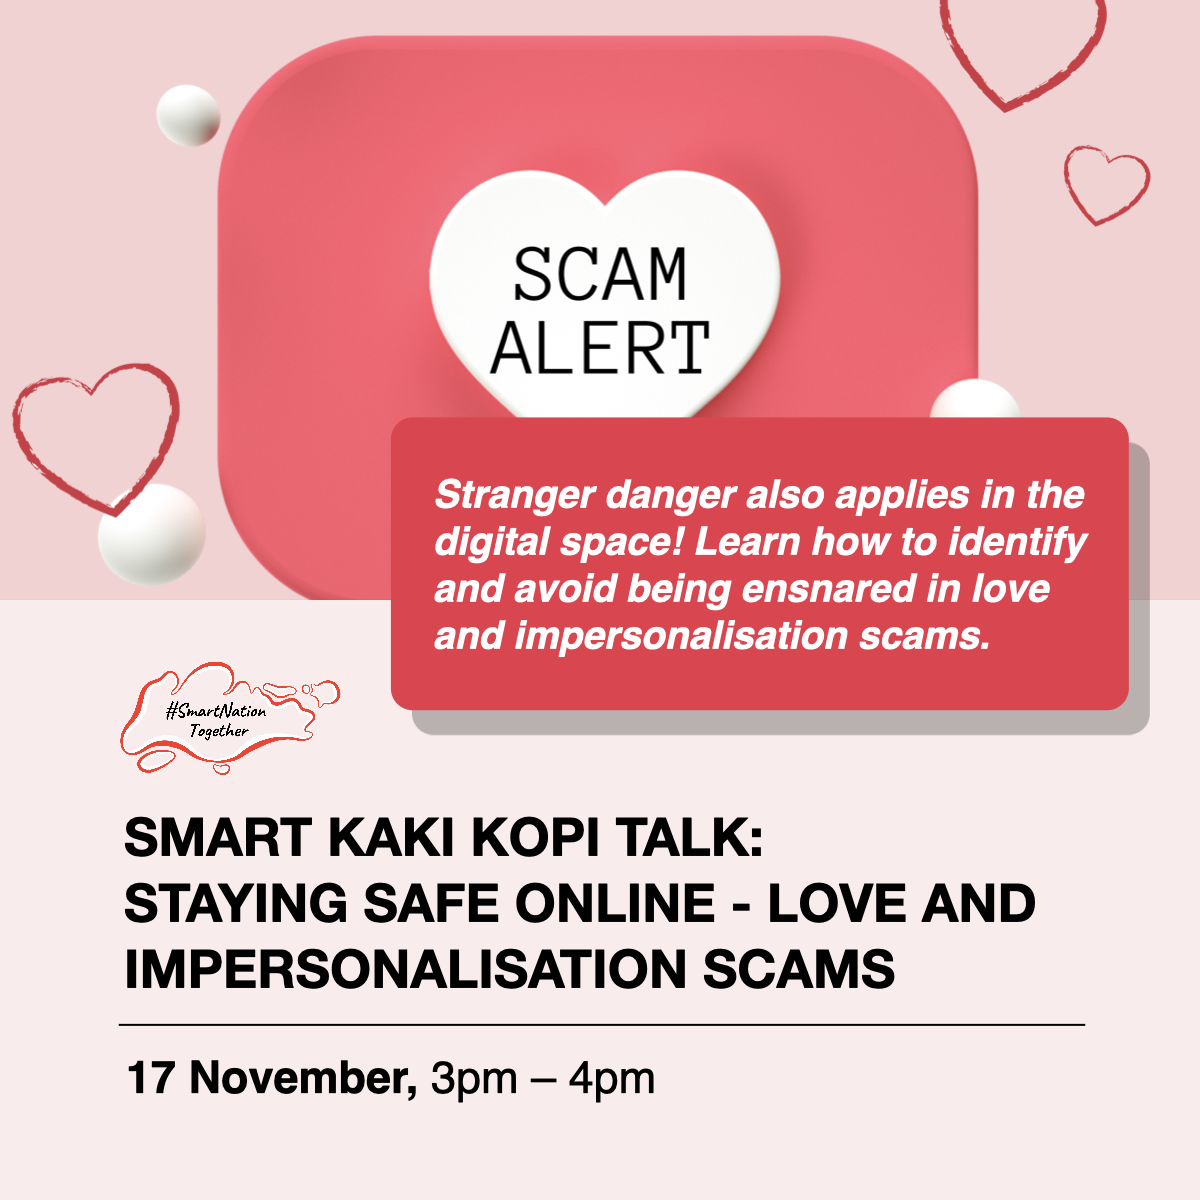 SCAM
ALERT
Stranger danger also applies in the
digital space! Learn how to identify
and avoid being ensnared in love
and impersonalisation scams.
#SmartNation
Together
SMART KAKI KOPI TALK:
STAYING SAFE ONLINE - LOVE AND
IMPERSONALISATION SCAMS
17 November, 3pm – 4pm